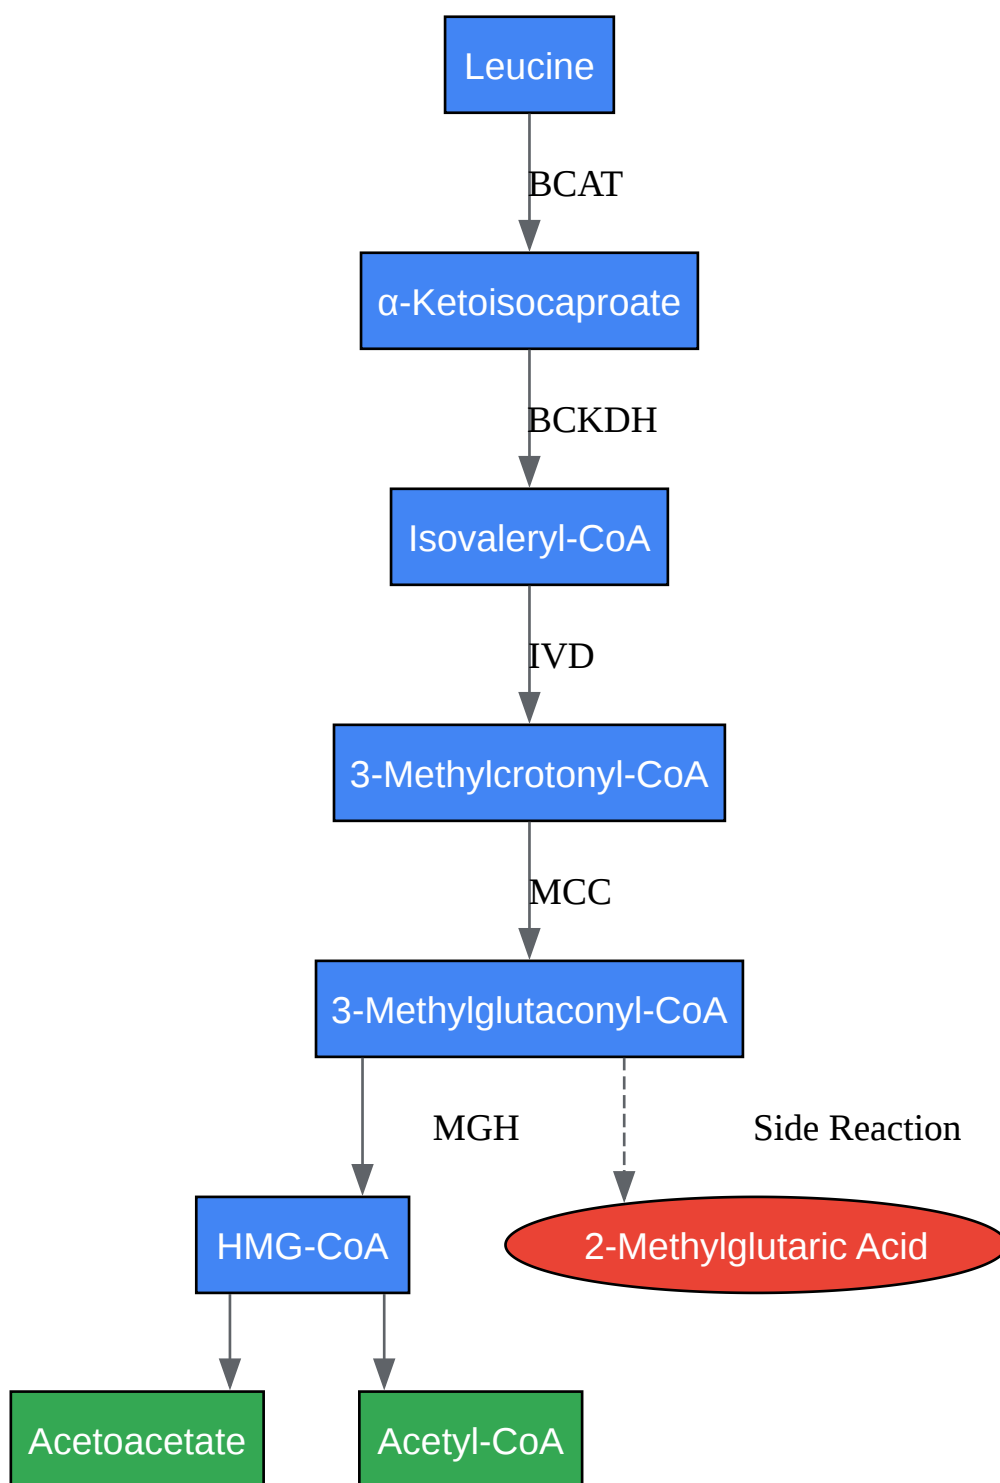 Leucine
BCAT
α-Ketoisocaproate
BCKDH
Isovaleryl-CoA
IVD
3-Methylcrotonyl-CoA
MCC
3-Methylglutaconyl-CoA
MGH
Side Reaction
HMG-CoA
2-Methylglutaric Acid
Acetoacetate
Acetyl-CoA